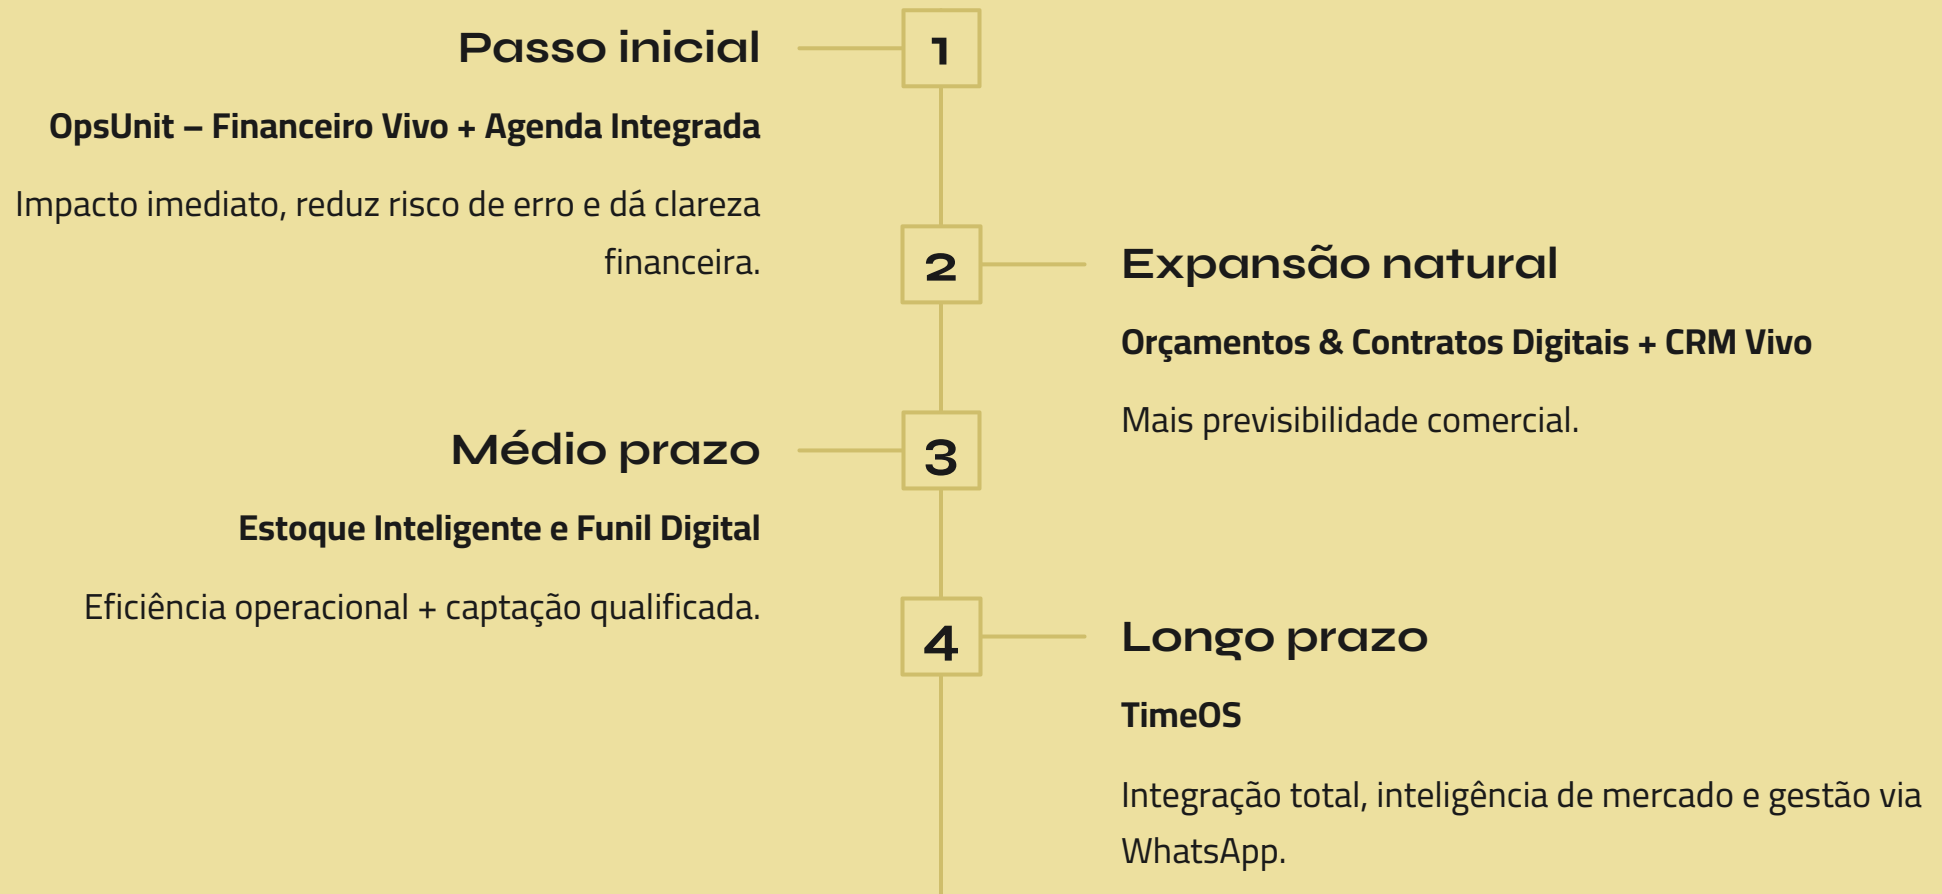 Passo inicial
1
OpsUnit – Financeiro Vivo + Agenda Integrada
Impacto imediato, reduz risco de erro e dá clareza
financeira.
2
Expansão natural
Orçamentos & Contratos Digitais + CRM Vivo
Mais previsibilidade comercial.
Médio prazo
3
Estoque Inteligente e Funil Digital
Eficiência operacional + captação qualificada.
4
Longo prazo
TimeOS
Integração total, inteligência de mercado e gestão via
WhatsApp.